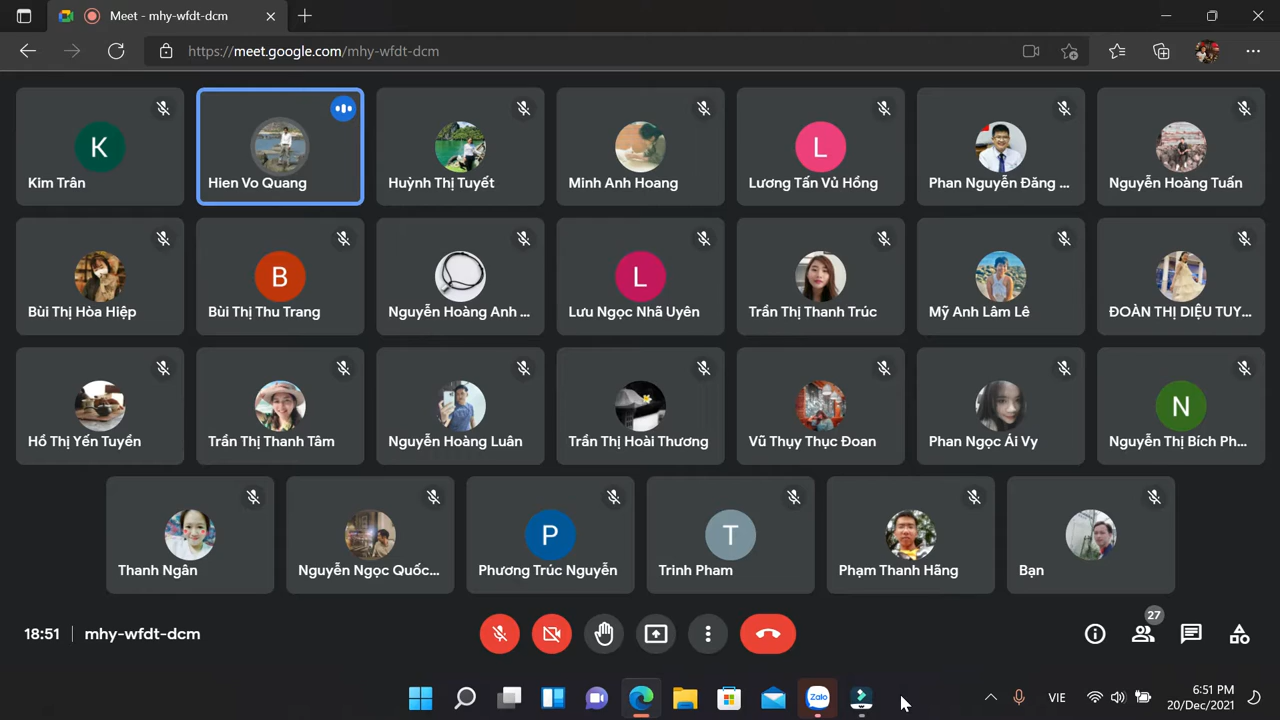 Meet - mhy-wfdt-dcm
https://meet.google.com/mhy-wfdt-dcm
K
Kim Trân
Hien Vo Quang
Huỳnh Thị Tuyết
Minh Anh Hoang
L
Lương Tấn Vủ Hồng
Phan Nguyễn Đăng ...
Nguyễn Hoàng Tuấn
Bùi Thị Hòa Hiệp
B
Bùi Thị Thu Trang
Nguyễn Hoàng Anh ...
L
Lưu Ngọc Nhã Uyên
Trần Thị Thanh Trúc
Mỹ Anh Lâm Lê
ĐOÀN THỊ DIỆU TUY...
Hồ Thị Yến Tuyền
Trần Thị Thanh Tâm
Nguyễn Hoàng Luân
Trần Thị Hoài Thương
Vũ Thụy Thục Đoan
Phan Ngọc Ái Vy
N
Nguyễn Thị Bích Ph...
Thanh Ngân
Nguyễn Ngọc Quốc...
P
Phương Trúc Nguyễn
T
Trinh Pham
Phạm Thanh Hãng
Bạn
18:51
mhy-wfdt-dcm
27
Zalo
VIE
6:51 PM
20/Dec/2021